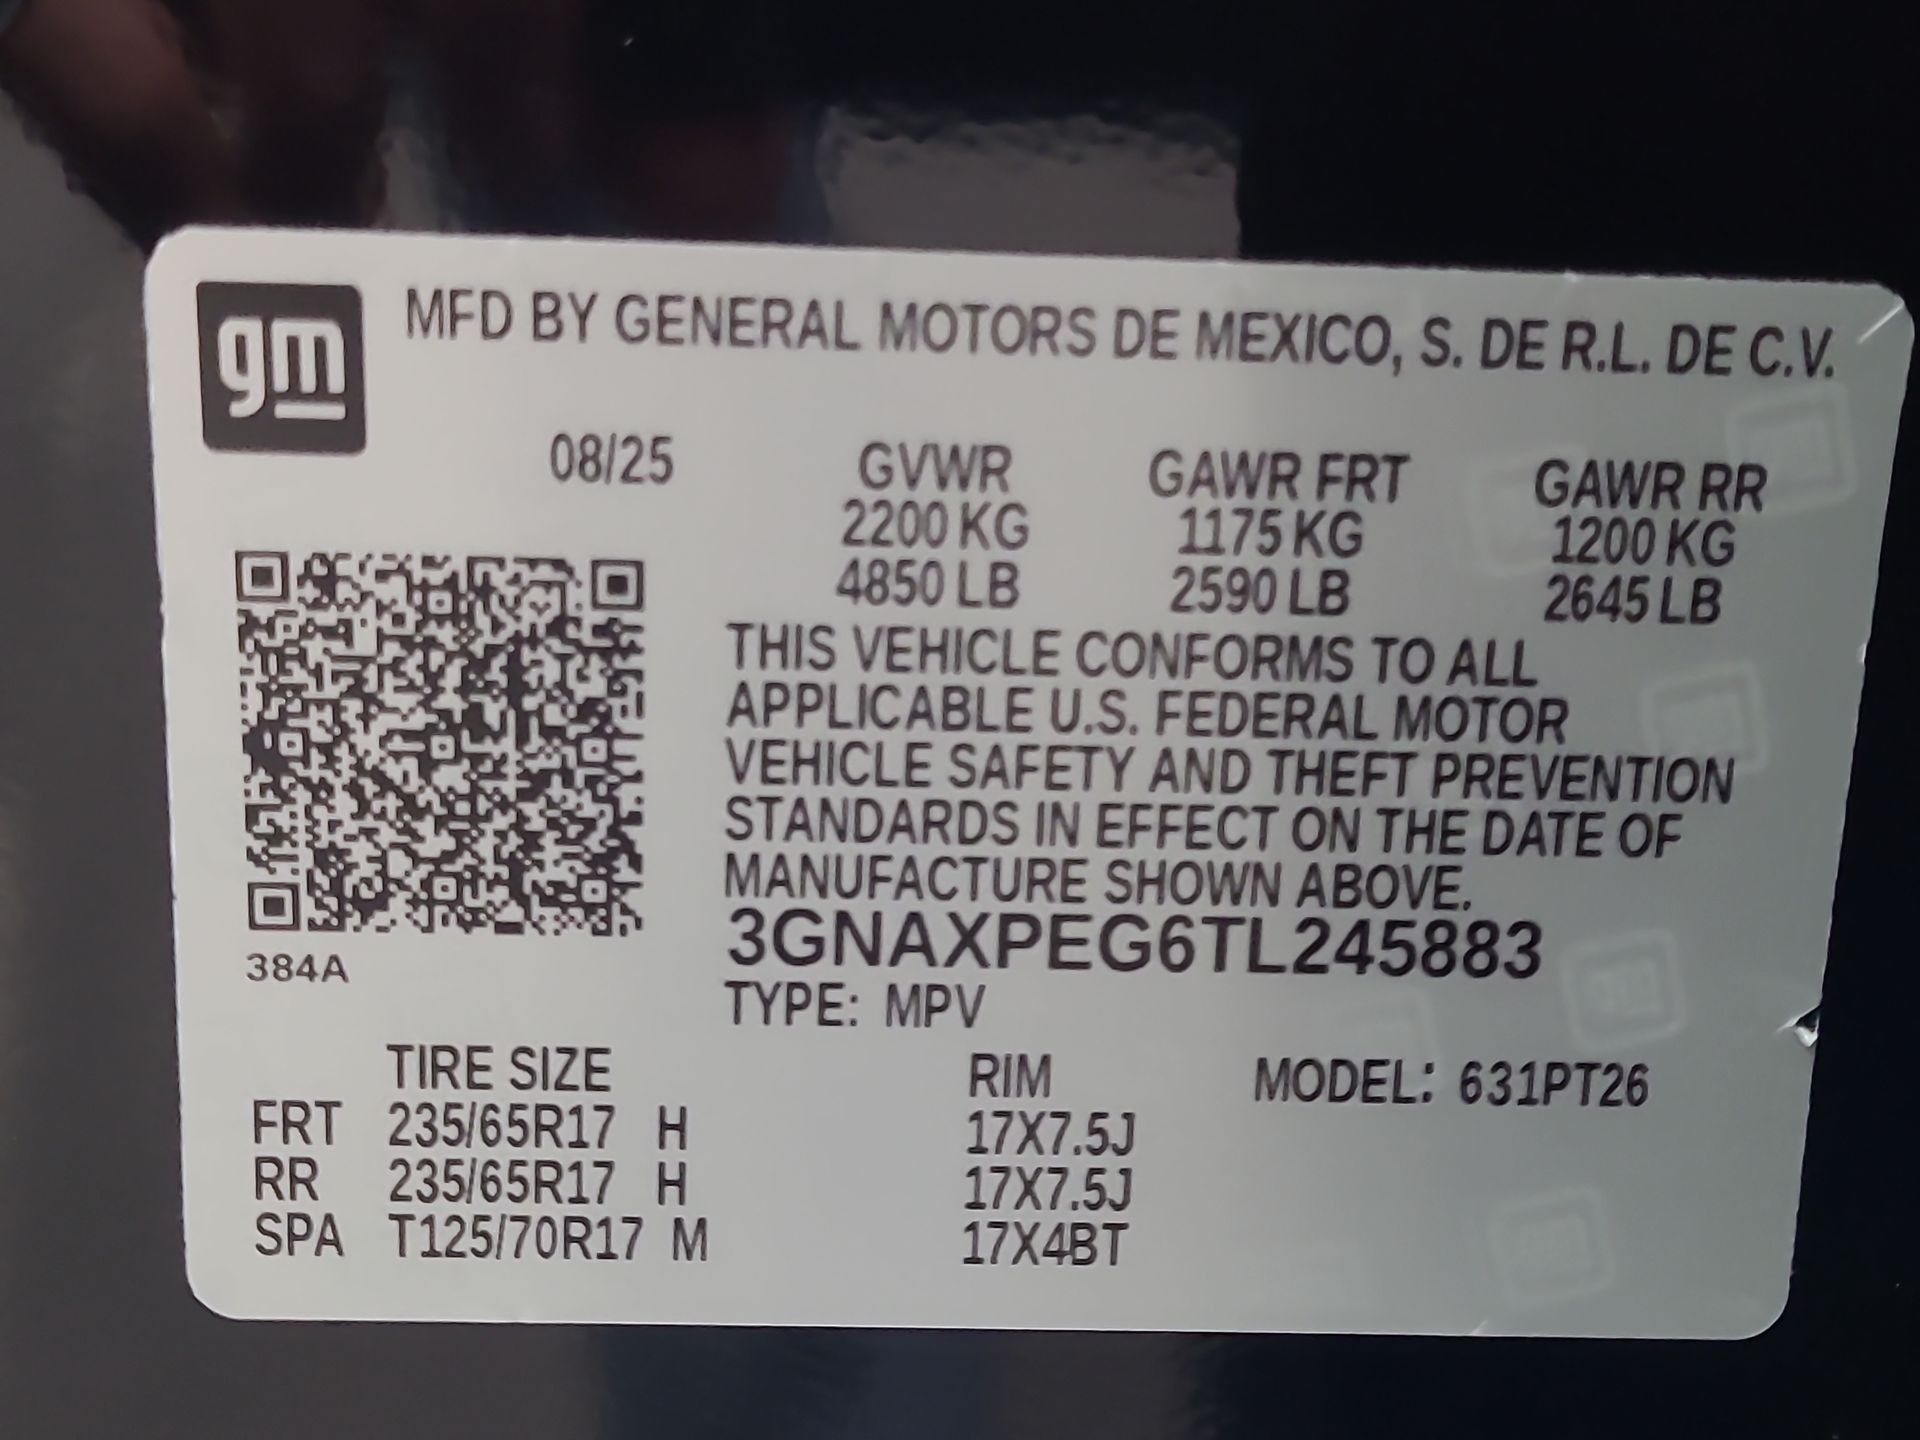 gm
MFD BY GENERAL MOTORS DE MEXICO, S. DE R.L. DE C.V.
08/25
GVWR GAWR FRT GAWR RR
2200 KG 1175 KG 1200 KG
4850 LB 2590 LB 2645 LB
THIS VEHICLE CONFORMS TO ALL
APPLICABLE U.S. FEDERAL MOTOR
VEHICLE SAFETY AND THEFT PREVENTION
STANDARDS IN EFFECT ON THE DATE OF
MANUFACTURE SHOWN ABOVE.
3GNAXPEG6TL245883
384A
TYPE: MPV
TIRE SIZE RIM MODEL: 631PT26
FRT 235/65R17 H 17X7.5J
RR 235/65R17 H 17X7.5J
SPA T125/70R17 M 17X4BT